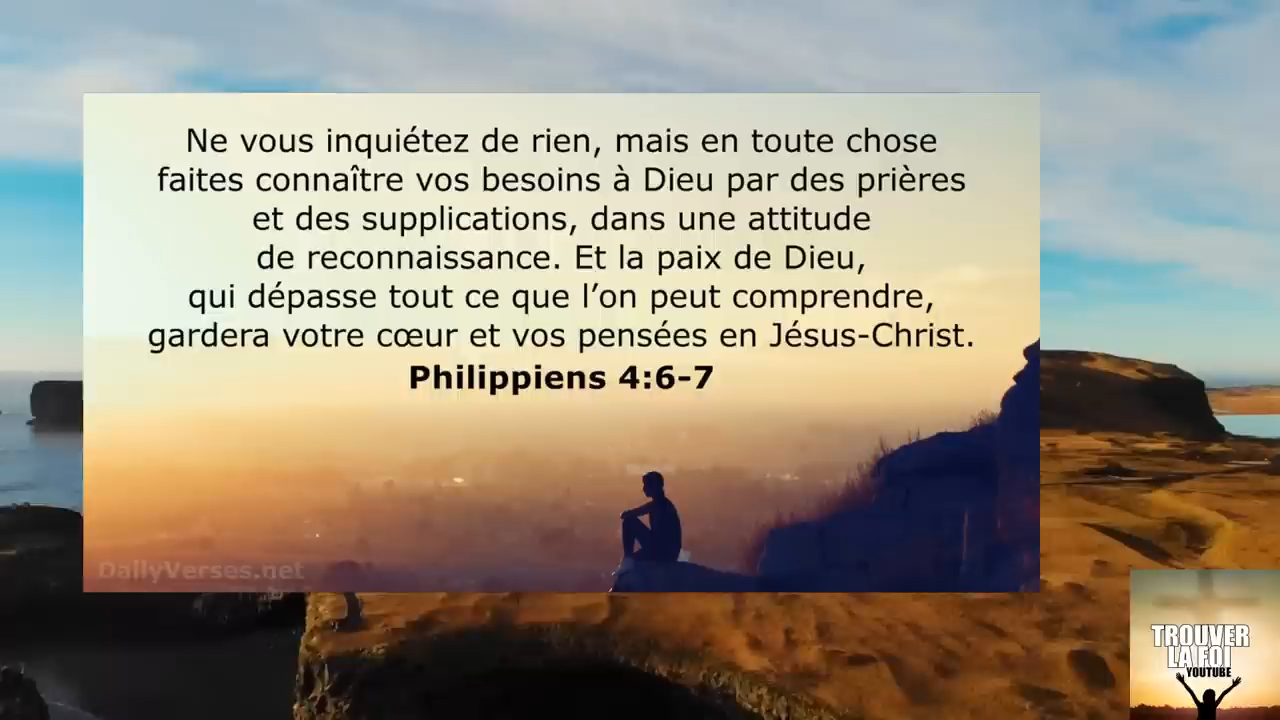 Ne vous inquiétez de rien, mais en toute chose
faites connaître vos besoins à Dieu par des prières
et des supplications, dans une attitude
de reconnaissance. Et la paix de Dieu,
qui dépasse tout ce que l’on peut comprendre,
gardera votre cœur et vos pensées en Jésus-Christ.
Philippiens 4:6-7
DailyVerses.net
TROUVER
LA FOI
YOUTUBE